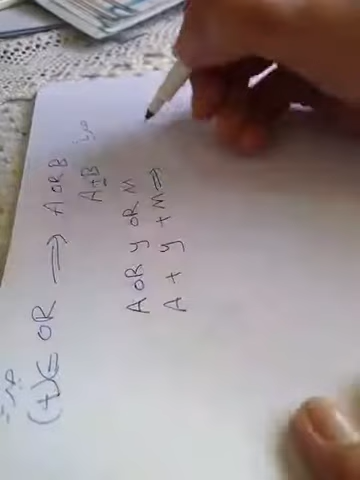 (+) ⇐ OR ⟹ A OR B
A+B
A OR y OR M
A + y + M ⟹